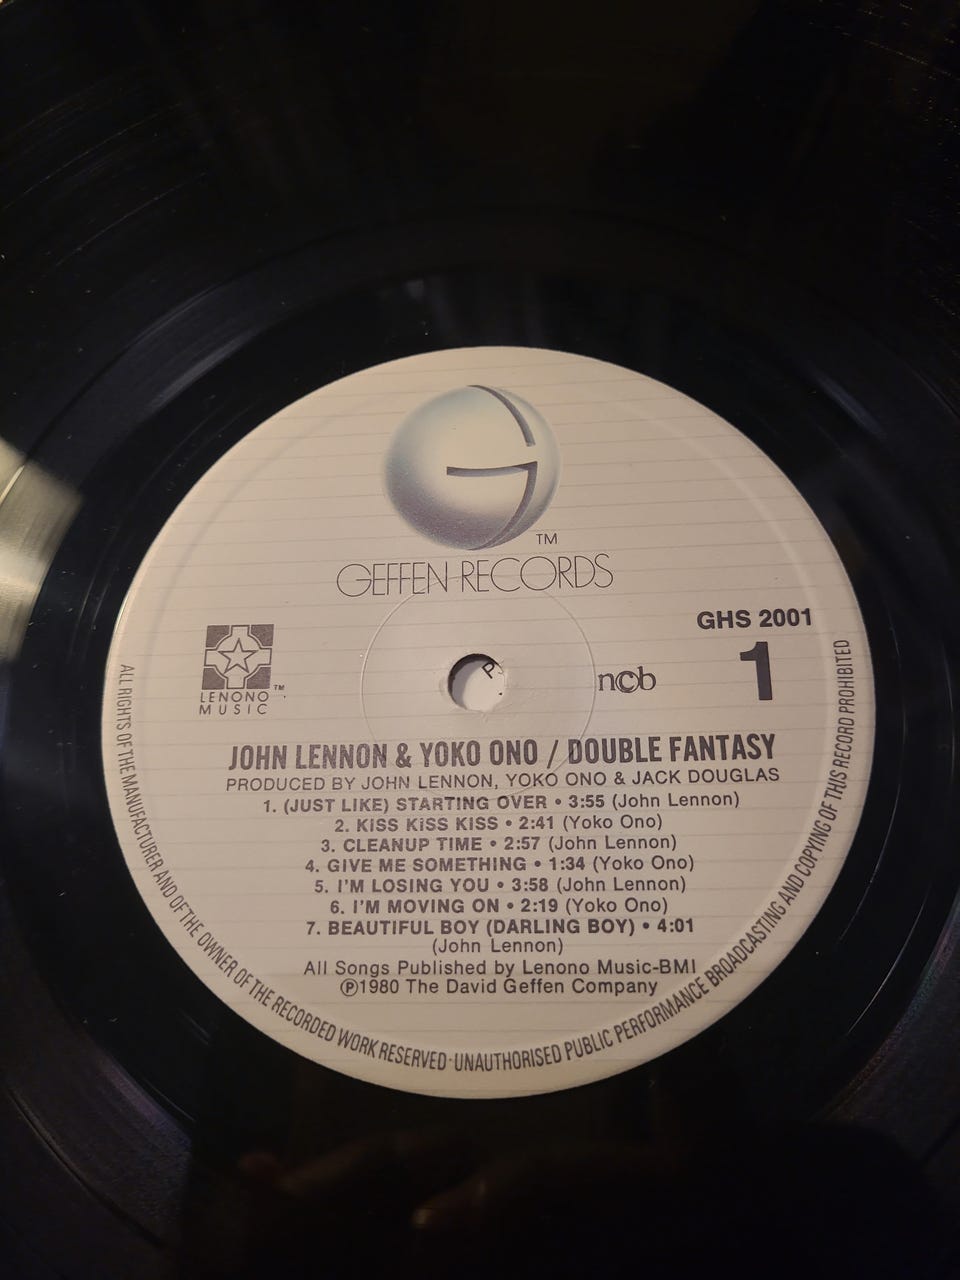 TM
GEFFEN RECORDS
GHS 2001
LENONO ™
MUSIC
ncb
1
JOHN LENNON & YOKO ONO / DOUBLE FANTASY
PRODUCED BY JOHN LENNON, YOKO ONO & JACK DOUGLAS
1. (JUST LIKE) STARTING OVER • 3:55 (John Lennon)
2. KISS KISS KISS • 2:41 (Yoko Ono)
3. CLEANUP TIME • 2:57 (John Lennon)
4. GIVE ME SOMETHING • 1:34 (Yoko Ono)
5. I'M LOSING YOU • 3:58 (John Lennon)
6. I'M MOVING ON • 2:19 (Yoko Ono)
7. BEAUTIFUL BOY (DARLING BOY) • 4:01
(John Lennon)
All Songs Published by Lenono Music-BMI
℗1980 The David Geffen Company
ALL RIGHTS OF THE MANUFACTURER AND OF THE OWNER OF THE RECORDED WORK RESERVED · UNAUTHORISED PUBLIC PERFORMANCE BROADCASTING AND COPYING OF THIS RECORD PROHIBITED